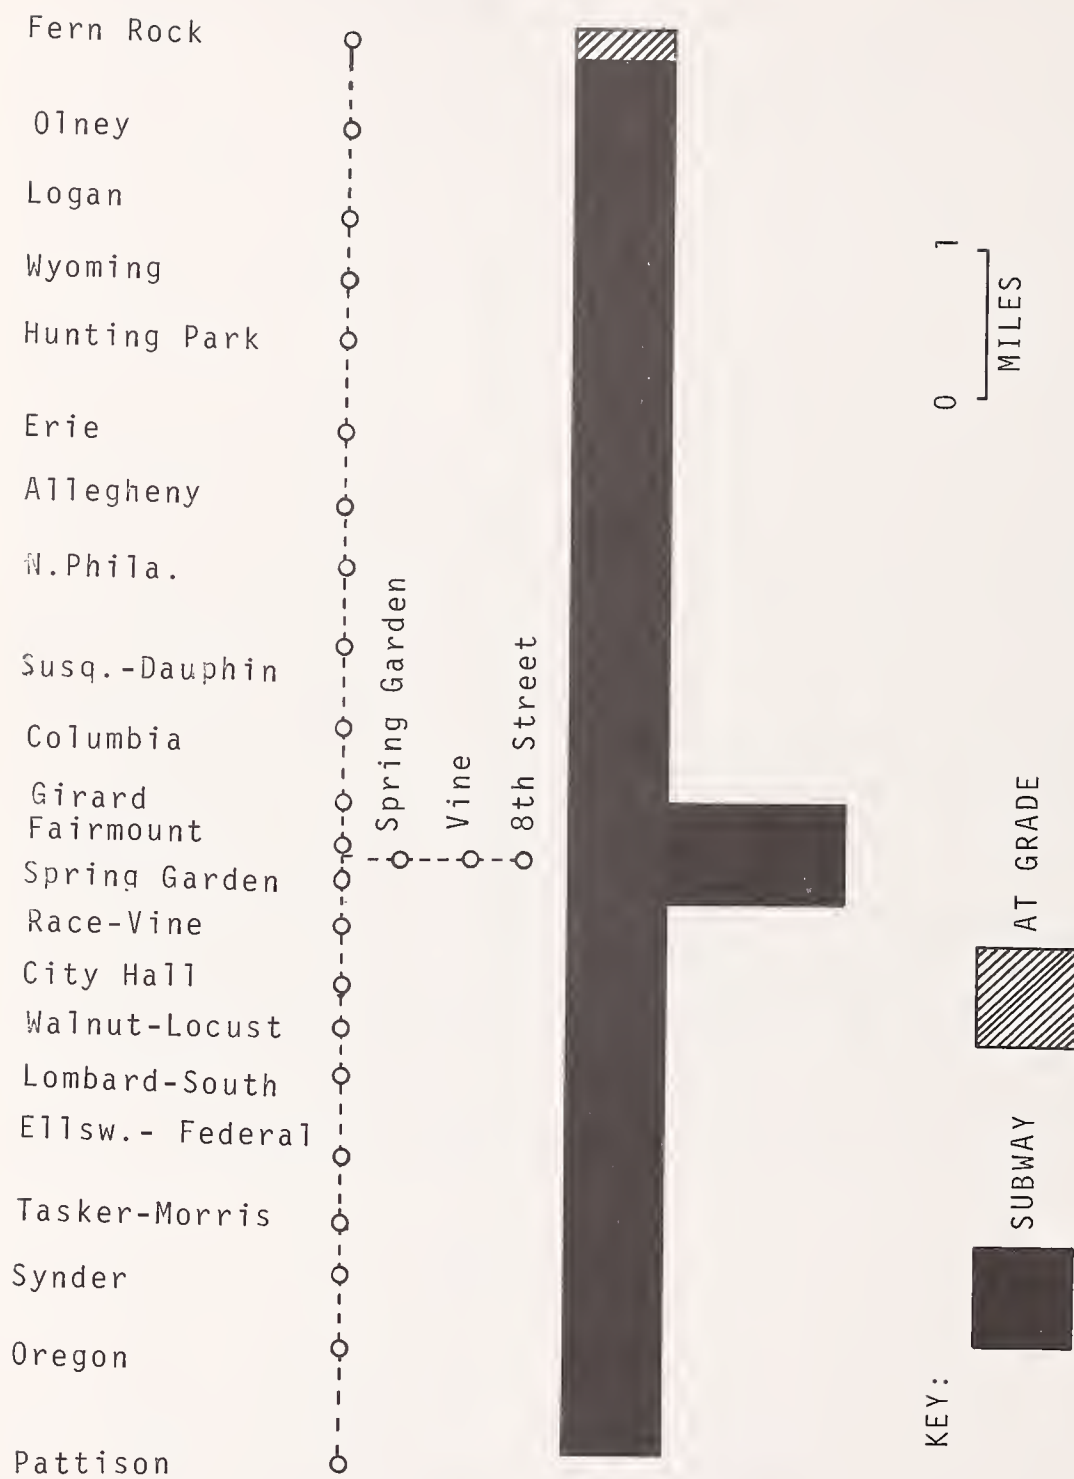 Fern Rock
Olney
Logan
Wyoming
Hunting Park
Erie
Allegheny
N.Phila.
Susq.-Dauphin
Columbia
Girard
Fairmount
Spring Garden
Race-Vine
City Hall
Walnut-Locust
Lombard-South
Ellsw.- Federal
Tasker-Morris
Synder
Oregon
Pattison
Spring Garden
Vine
8th Street
0 1
MILES
KEY:
SUBWAY
AT GRADE